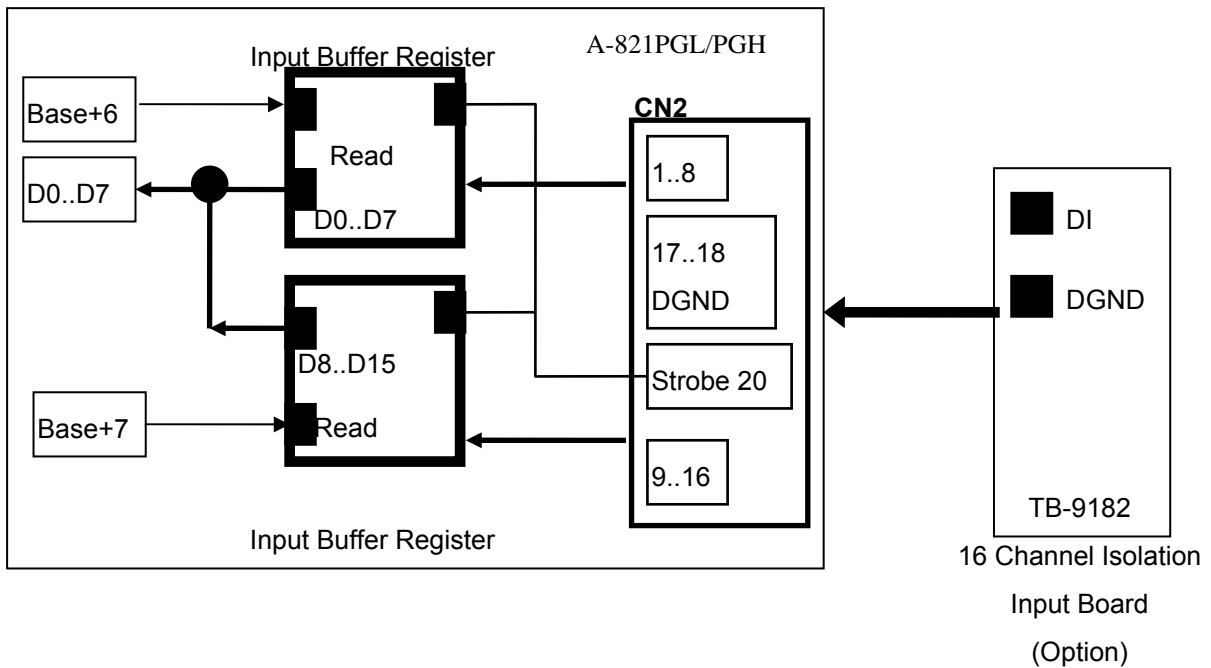 A-821PGL/PGH
Input Buffer Register
Base+6
Read
D0..D7
D0..D7
CN2
1..8
17..18
DGND
Strobe 20
9..16
D8..D15
Base+7
Read
Input Buffer Register
DI
DGND
TB-9182
16 Channel Isolation
Input Board
(Option)